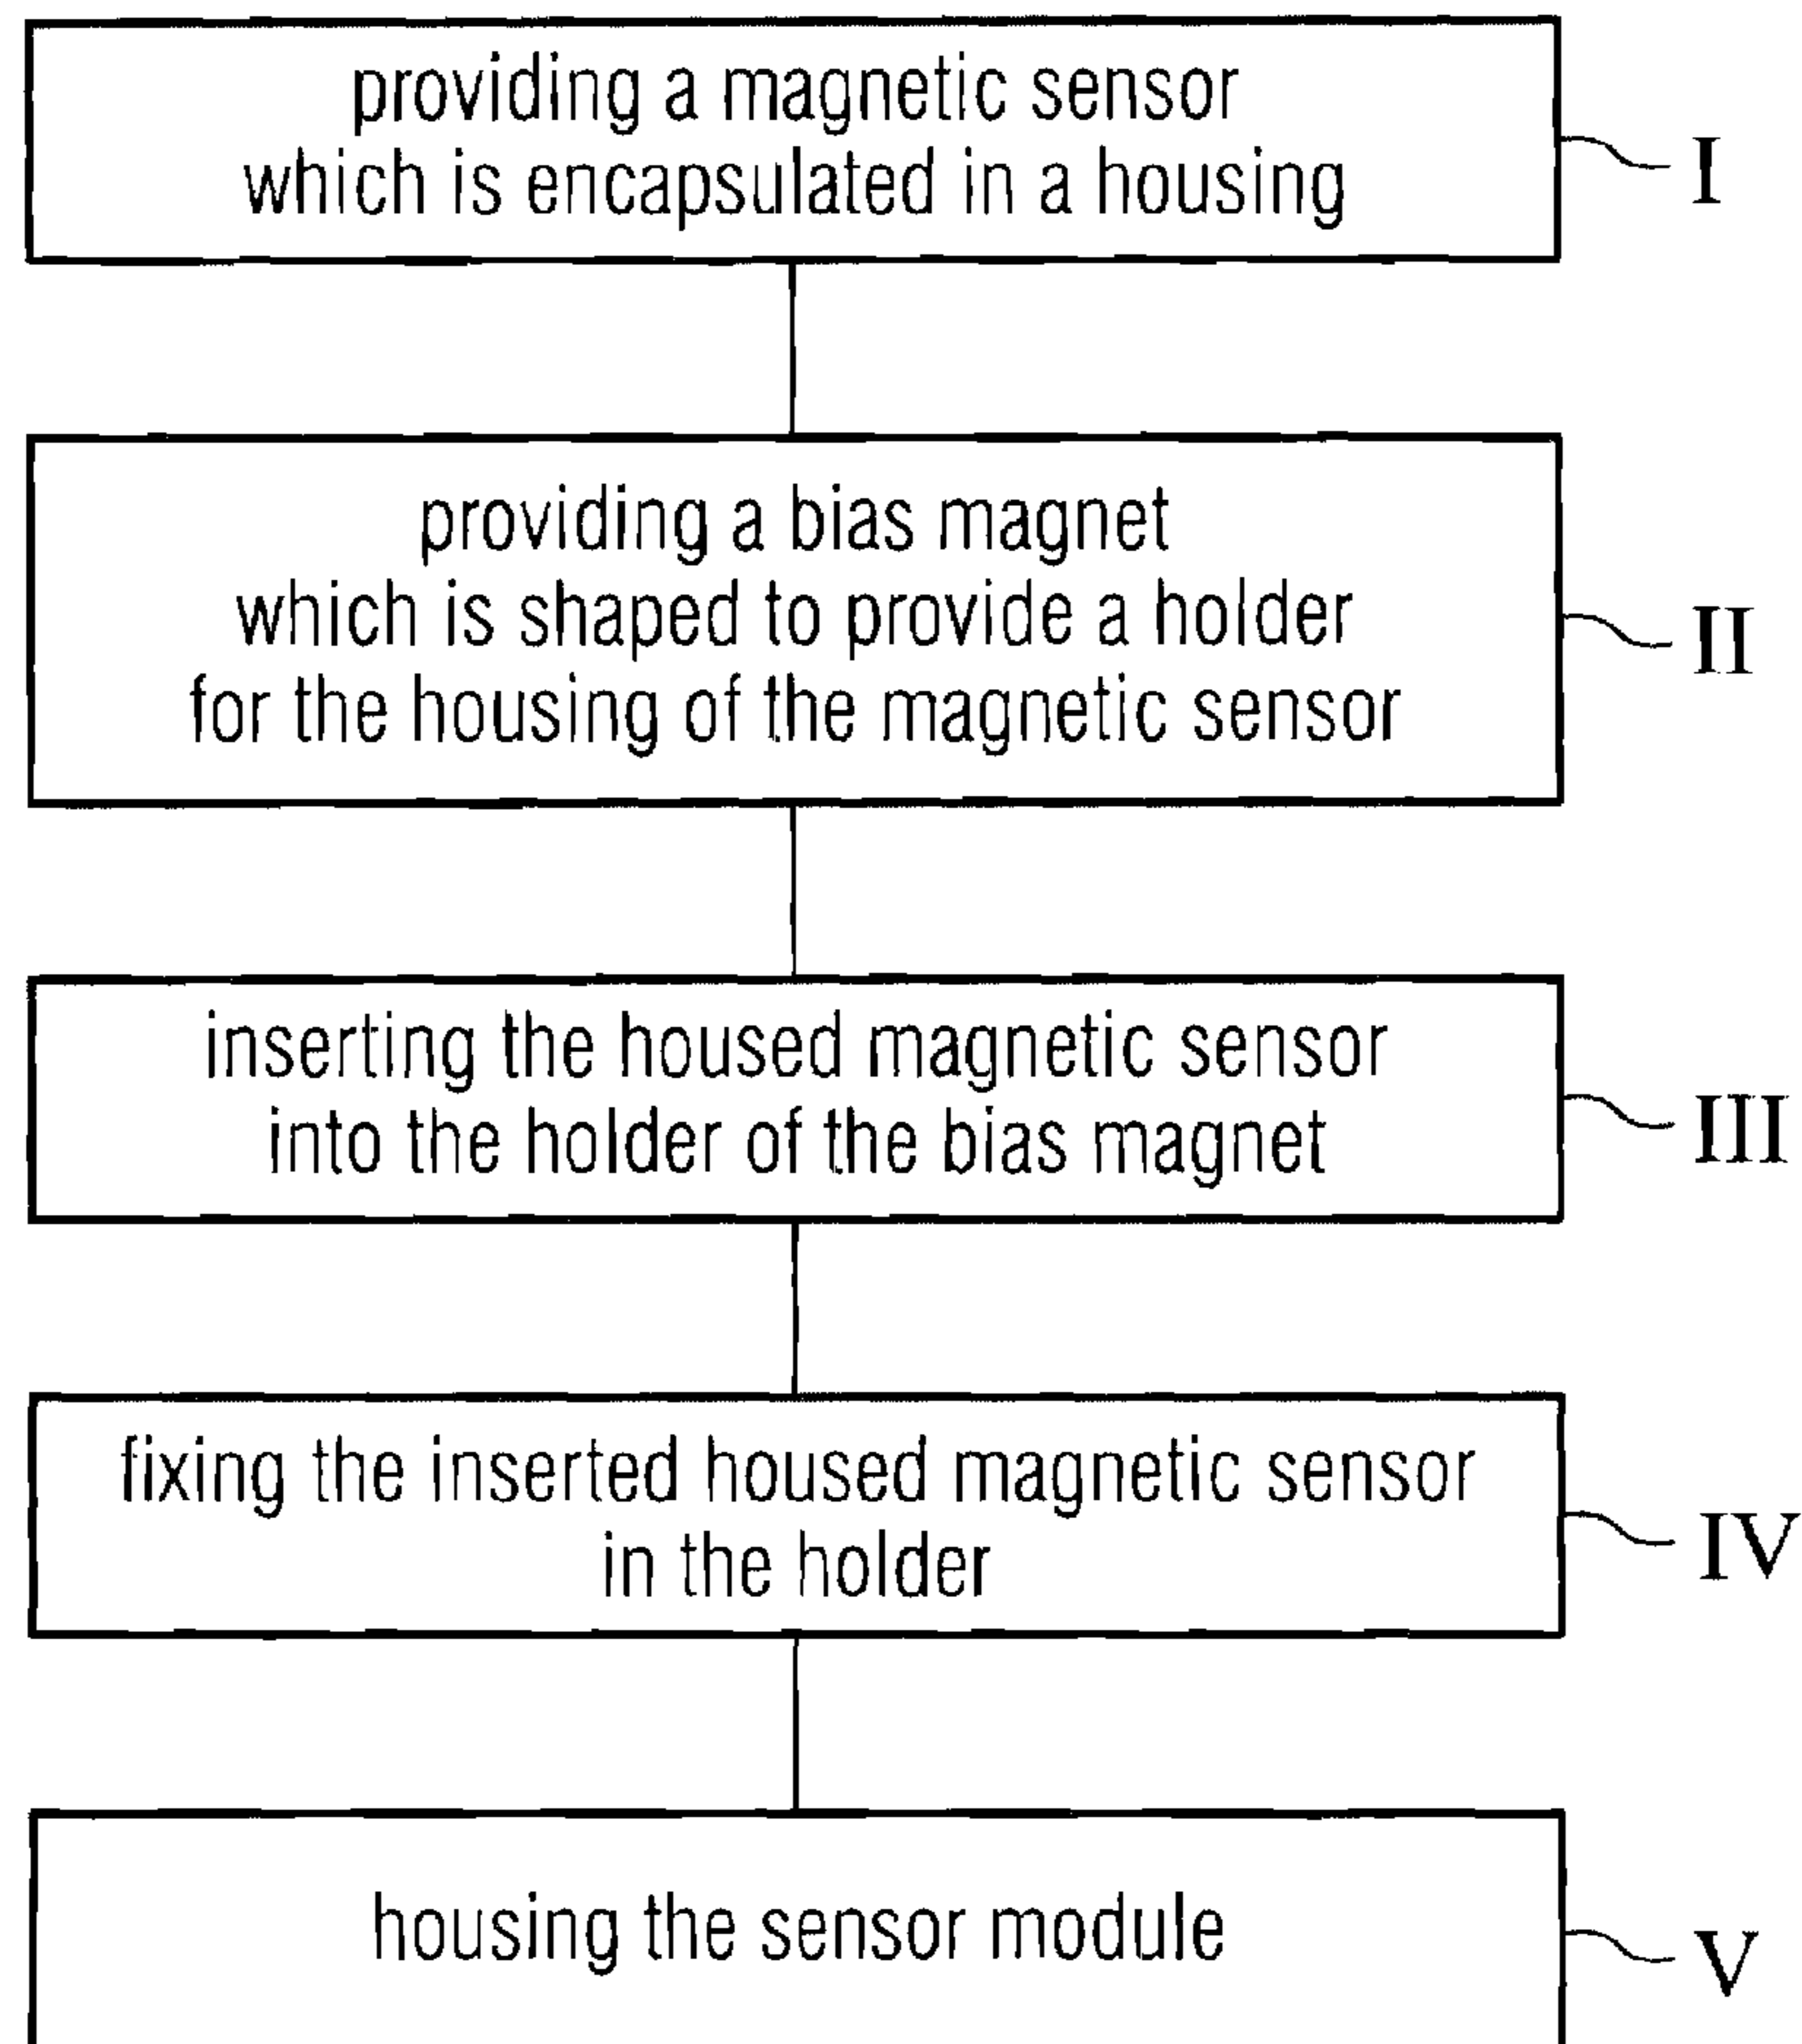 providing a magnetic sensor
which is encapsulated in a housing
I
providing a bias magnet
which is shaped to provide a holder
for the housing of the magnetic sensor
II
inserting the housed magnetic sensor
into the holder of the bias magnet
III
fixing the inserted housed magnetic sensor
in the holder
IV
housing the sensor module
V